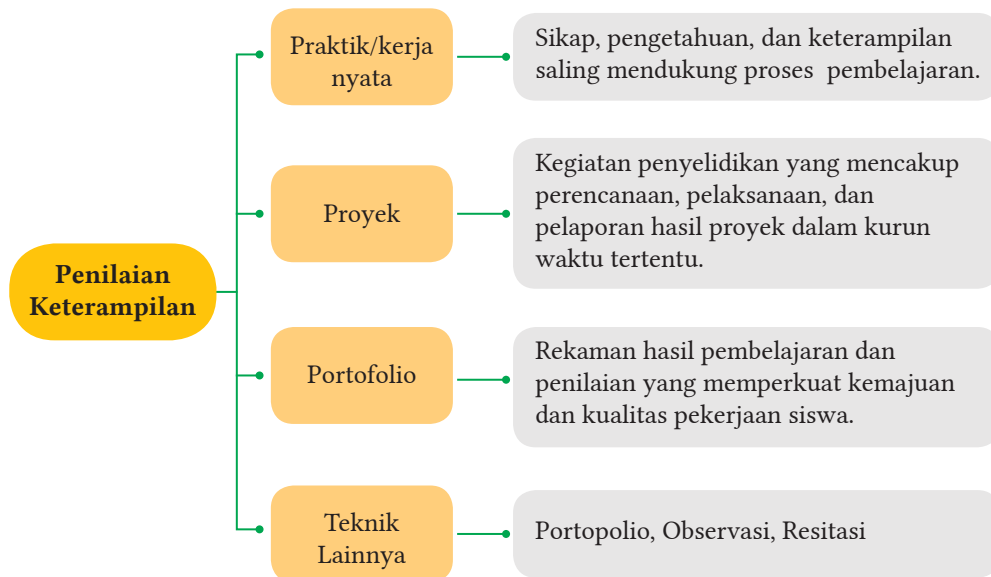 Penilaian
Keterampilan
Praktik/kerja
nyata
Sikap, pengetahuan, dan keterampilan
saling mendukung proses pembelajaran.
Proyek
Kegiatan penyelidikan yang mencakup
perencanaan, pelaksanaan, dan
pelaporan hasil proyek dalam kurun
waktu tertentu.
Portofolio
Rekaman hasil pembelajaran dan
penilaian yang memperkuat kemajuan
dan kualitas pekerjaan siswa.
Teknik
Lainnya
Portopolio, Observasi, Resitasi